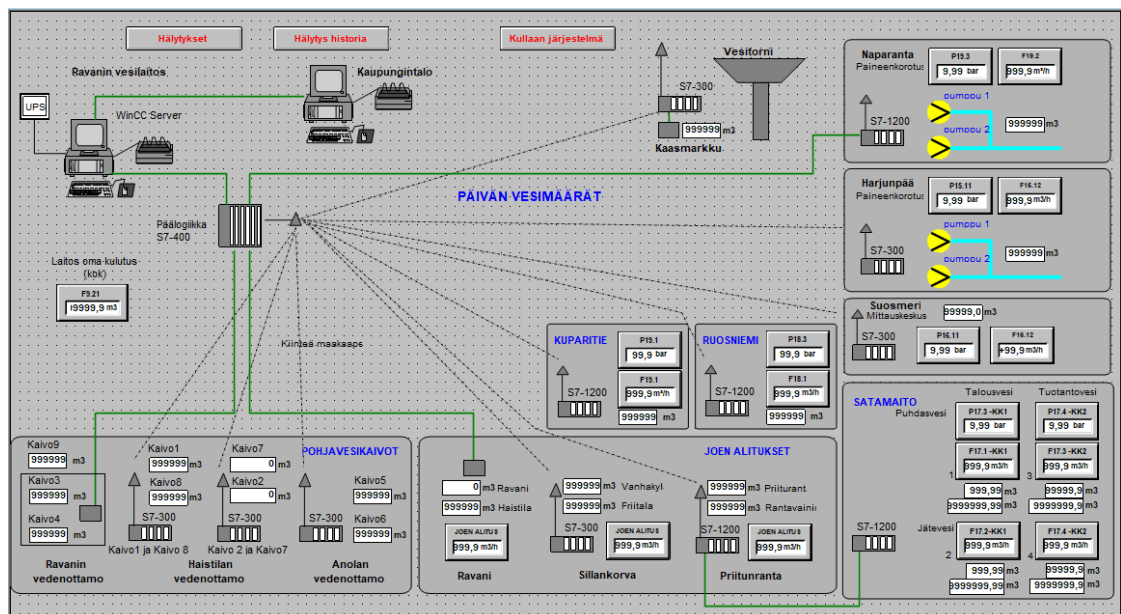 Hälytykset
Hälytys historia
Kullaan järjestelmä
Ravanin vesilaitos
UPS
WinCC Server
Kaupungintalo
Vesitorni
S7-300
999999 m3
Kaasmarkku
PÄIVÄN VESIMÄÄRÄT
Päälogiikka
S7-400
Laitos oma kulutus
(kok)
F9.21
9999,9 m3
Kiinteä maakaape
Naparanta
Paineenkorotus
P19.3
9,99 bar
F19.2
999,9 m³/h
pumppu 1
S7-1200
pumppu 2
999999 m3
Harjunpää
Paineenkorotus
P15.11
9,99 bar
F16.12
999,9 m3/h
pumppu 1
S7-300
pumppu 2
999999 m3
Suosmeri
Mittauskeskus
99999,0 m3
S7-300
P16.11
9,99 bar
F16.12
+99,9 m3/h
KUPARITIE
P19.1
99,9 bar
S7-1200
F19.1
999,9 m³/h
999999 m3
RUOSNIEMI
P18.3
99,9 bar
S7-1200
F18.1
999,9 m3/h
999999 m3
SATAMAITO
Talousvesi
Tuotantovesi
Puhdasvesi
P17.3 -KK1
9,99 bar
P17.4 -KK2
9,99 bar
F17.1 -KK1
999,9 m3/h
F17.3 -KK2
999,9 m3/h
1
3
999,99 m3
9999999,99 m3
99999,9 m3
9999999,9 m3
S7-1200
Jätevesi
F17.2-KK1
999,9 m3/h
F17.4 -KK2
999,9 m3/h
2
4
999,99 m3
9999999,99 m3
99999,9 m3
9999999,9 m3
POHJAVESIKAIVOT
Kaivo9
999999 m3
Kaivo3
999999 m3
Kaivo4
999999 m3
Ravanin
vedenottamo
Kaivo1
999999 m3
Kaivo8
999999 m3
S7-300
Kaivo1 ja Kaivo 8
Kaivo7
0 m3
Kaivo2
0 m3
S7-300
Kaivo 2 ja Kaivo7
Haistilan
vedenottamo
Kaivo5
999999 m3
S7-300
Kaivo6
999999 m3
Anolan
vedenottamo
JOEN ALITUKSET
0 m3 Ravani
999999 m3 Haistila
JOEN ALITU S
999,9 m3/h
Ravani
999999 m3 Vanhakyl
999999 m3 Friitala
S7-300
JOEN ALITU S
999,9 m3/h
Sillankorva
999999 m3 Priiturant
999999 m3 Rantavaini
S7-1200
JOEN ALITU S
999,9 m3/h
Priitunranta